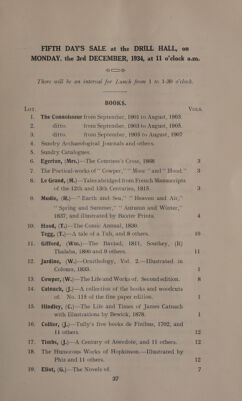 FIFTH DAY'S SALE at the DRILL HALL, on
MONDAY, the 3rd DECEMBER, 1934, at 11 o'clock a.m.
There will be an interval for Lunch from 1 to 1-30 o'clock.
BOOKS.
LOT. VOLS.
1. The Connoisseur from September, 1901 to August, 1903.
2. ditto. from September, 1903 to August, 1905.
3. ditto. from September, 1905 to August, 1907
4. Sundry Archæological Journals and others.
5. Sundry Catalogues.
6. Egerton, (Mrs.)—The Countess's Cross, 1868 3
7. The Poetical-works of "Cowper," "More" and "Hood." 3
8. Le Grand, (M.)—Tales abridged from French Manuscripts
of the 12th and 13th Centuries, 1815. 3
9. Mudie, (R.)—"Earth and Sea," "Heaven and Air,"
"Spring and Summer," "Autumn and Winter,"
1837, and illustrated by Baxter Prints. 4
10. Hood, (T.)—The Comic Annual, 1830.
Tegg, (T.)—A tale of a Tub, and 8 others. 10
11. Gifford, (Wm.)—The Baviad, 1811, Southey, (R)
Thalaba, 1809 and 9 others. 11
12. Jardine, (W.)—Ornithology, Vol. 2.—Illustrated in
Colours, 1833. 1
13. Cowper, (W.)—The Life and Works of. Second edition. 8
14. Catnach, (J.)—A collection of the books and woodcuts
of. No. 118 of the fine paper edition. 1
15. Hindley, (C.)—The Life and Times of James Catnach
with Illustrations by Bewick, 1878. 1
16. Collier, (J.)—Tully's five books de Finibus, 1702, and
11 others. 12
17. Timbs, (J.)—A Century of Anecdote, and 11 others. 12
18. The Humorous Works of Hopkinson—Illustrated by
Phiz and 11 others. 12
19. Eliot, (G.)—The Novels of. 7
37